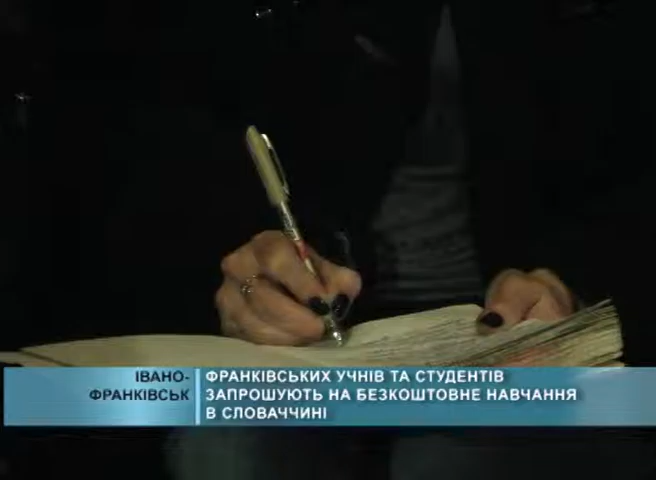 ІВАНО-
ФРАНКІВСЬК
ФРАНКІВСЬКИХ УЧНІВ ТА СТУДЕНТІВ
ЗАПРОШУЮТЬ НА БЕЗКОШТОВНЕ НАВЧАННЯ
В СЛОВАЧЧИНІ